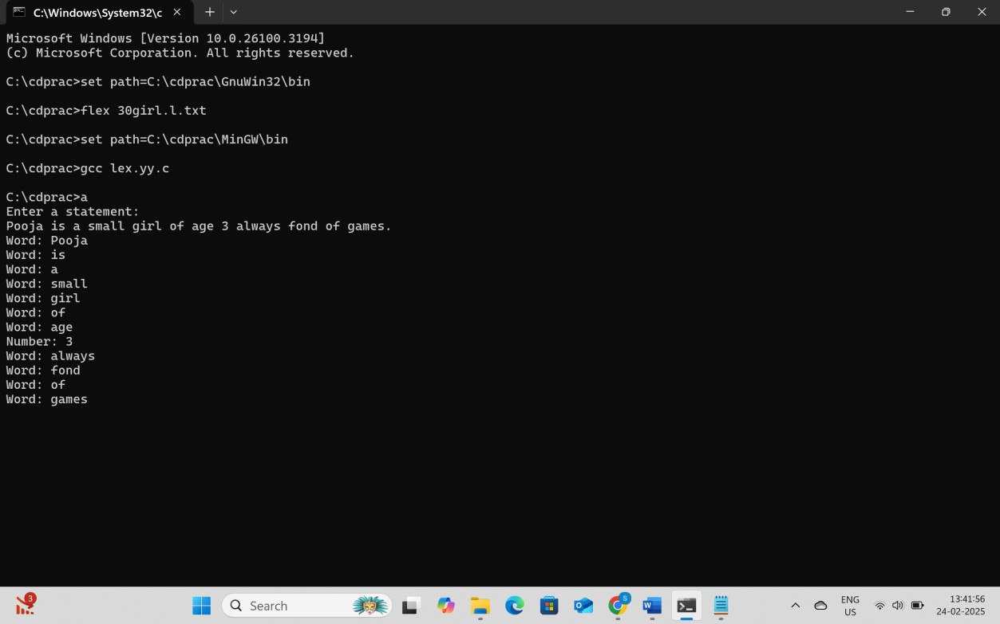 C:\Windows\System32\c
Microsoft Windows [Version 10.0.26100.3194]
(c) Microsoft Corporation. All rights reserved.
C:\cdprac>set path=C:\cdprac\GnuWin32\bin
C:\cdprac>flex 30girl.l.txt
C:\cdprac>set path=C:\cdprac\MinGW\bin
C:\cdprac>gcc lex.yy.c
C:\cdprac>a
Enter a statement:
Pooja is a small girl of age 3 always fond of games.
Word: Pooja
Word: is
Word: a
Word: small
Word: girl
Word: of
Word: age
Number: 3
Word: always
Word: fond
Word: of
Word: games
3
Search
S
ENG
US
13:41:56
24-02-2025